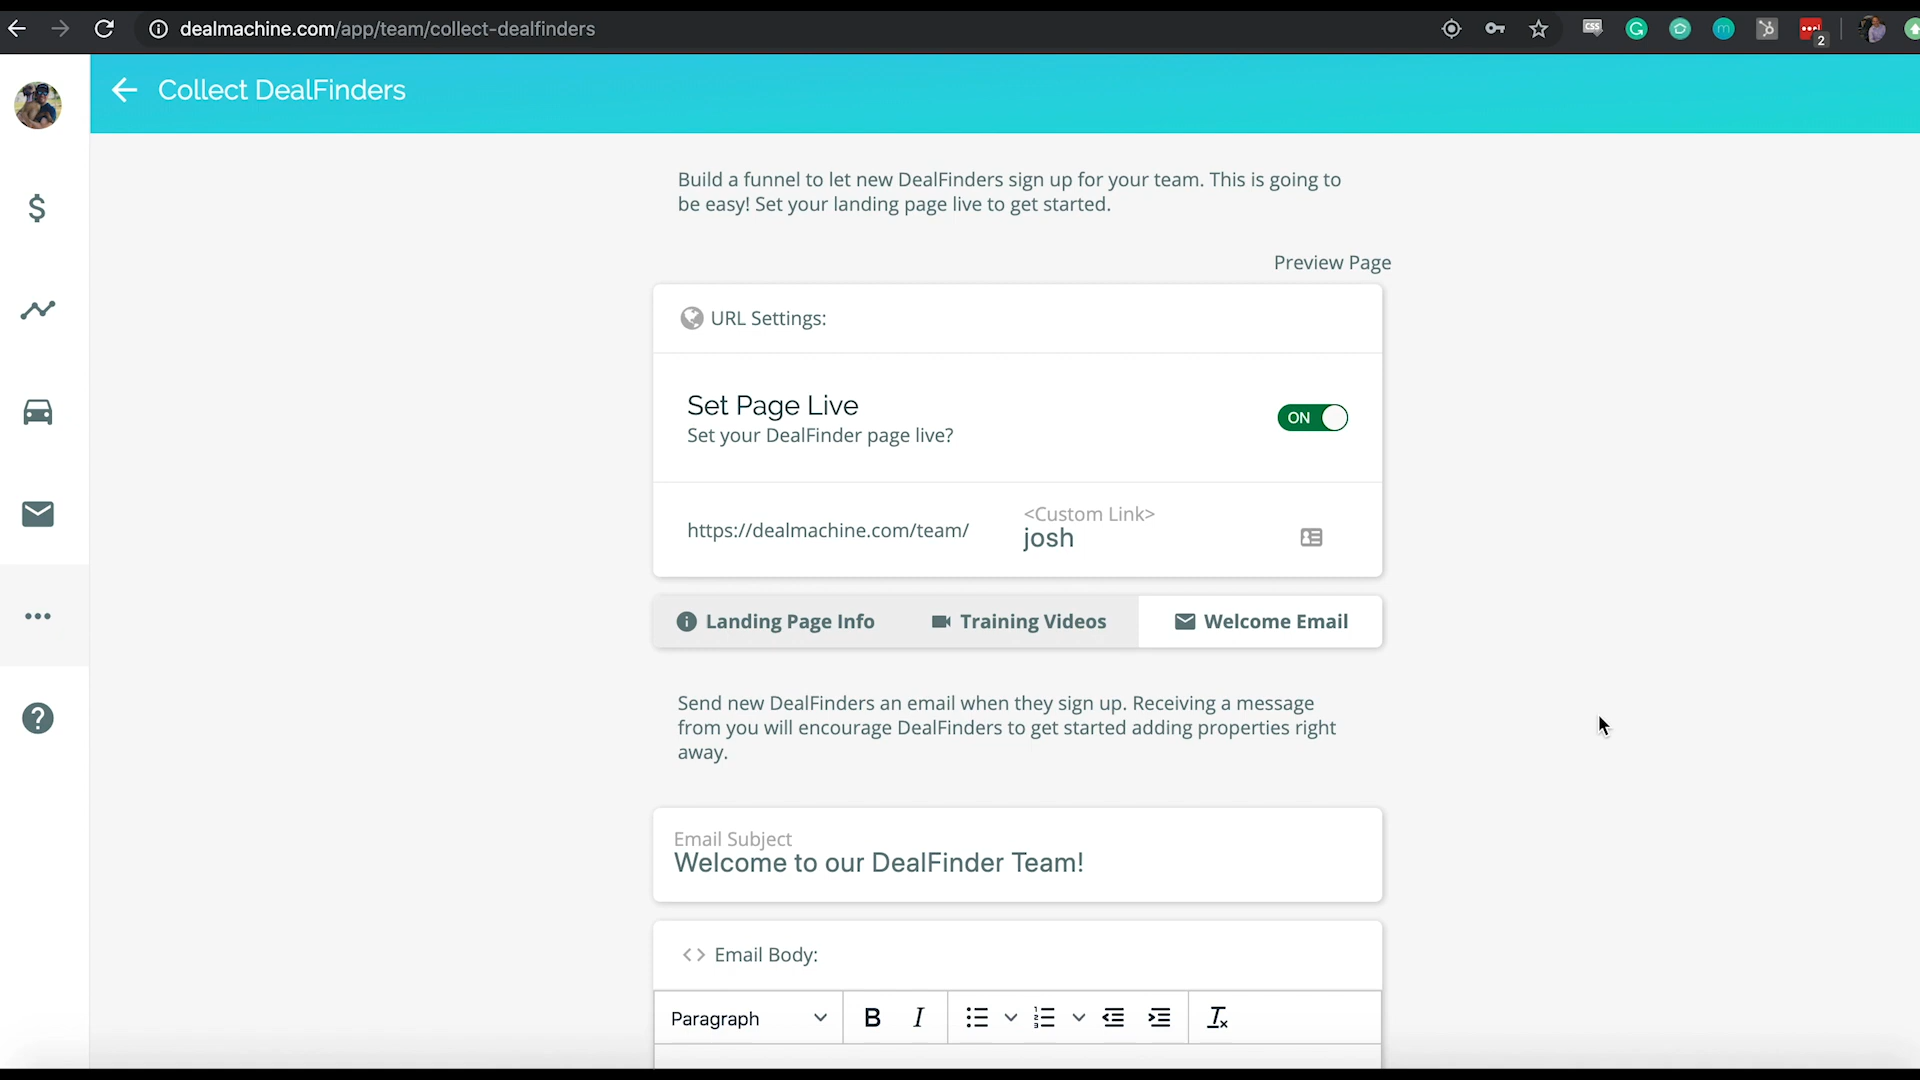 dealmachine.com/app/team/collect-dealfinders
2
Collect DealFinders
Build a funnel to let new DealFinders sign up for your team. This is going to
be easy! Set your landing page live to get started.
Preview Page
URL Settings:
Set Page Live
Set your DealFinder page live?
ON
https://dealmachine.com/team/
<Custom Link>
josh
Landing Page Info
Training Videos
Welcome Email
Send new DealFinders an email when they sign up. Receiving a message
from you will encourage DealFinders to get started adding properties right
away.
Email Subject
Welcome to our DealFinder Team!
<> Email Body:
Paragraph
B I